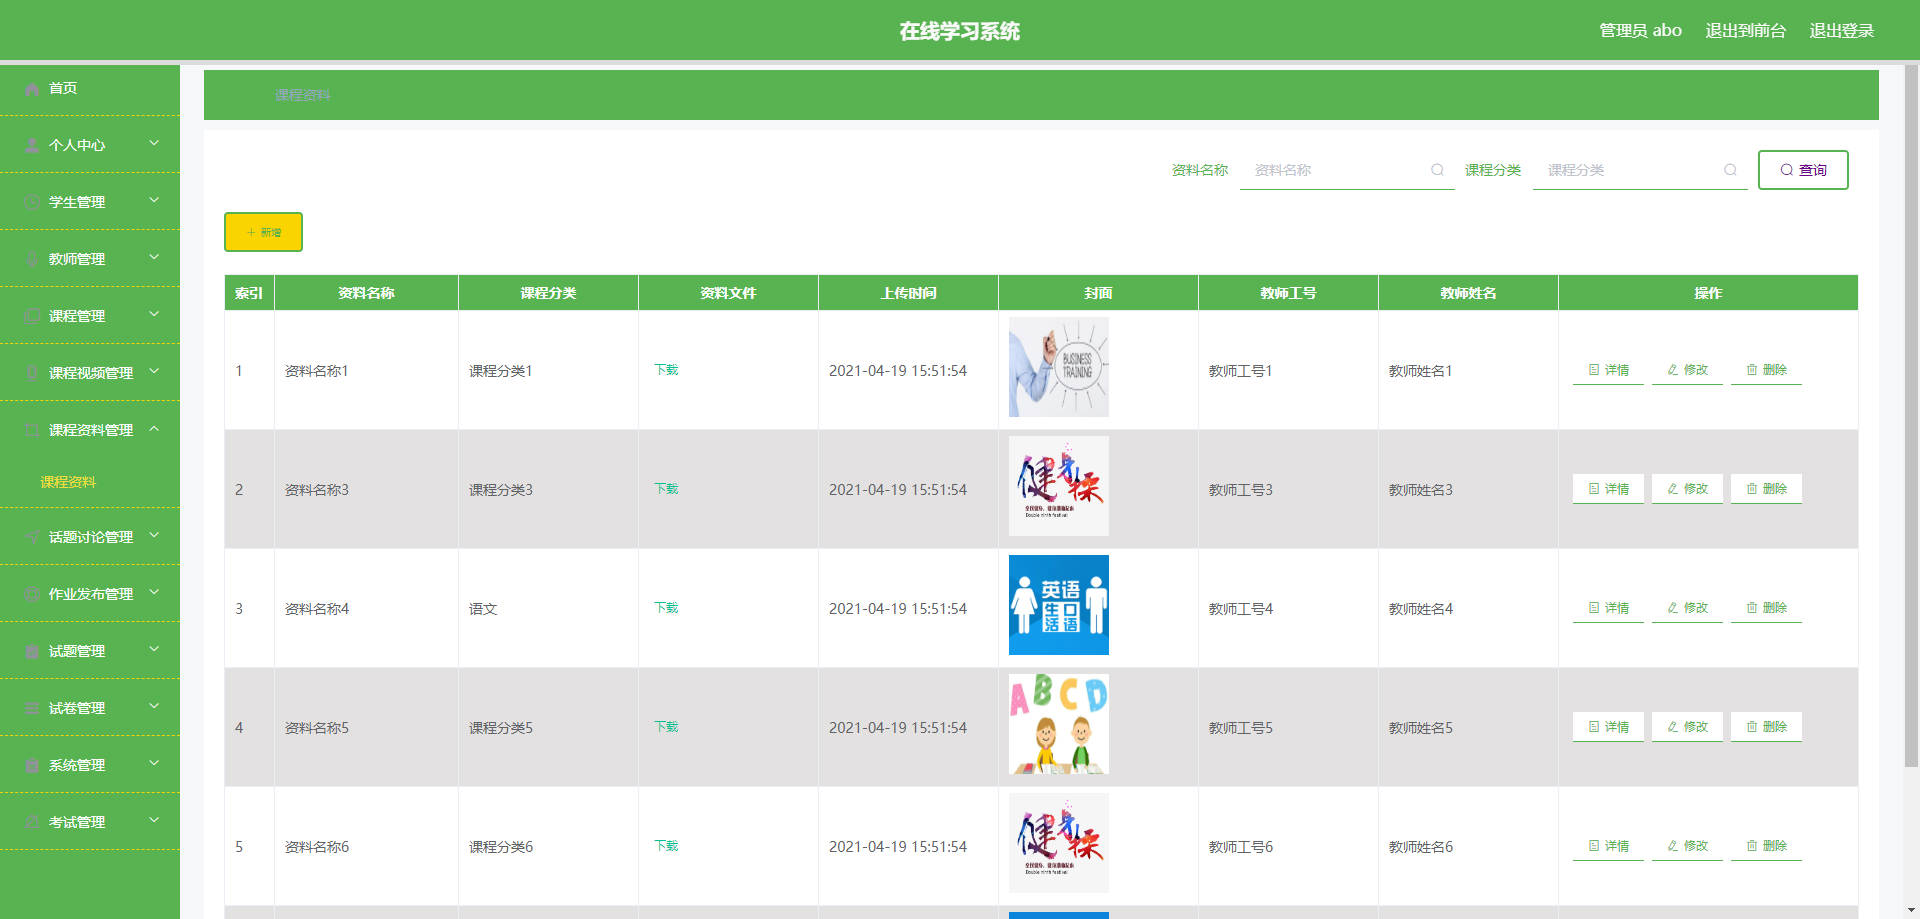 在线学习系统
管理员 abo 退出到前台 退出登录
首页
个人中心
学生管理
教师管理
课程管理
课程视频管理
课程资料管理
课程资料
话题讨论管理
作业发布管理
试题管理
试卷管理
系统管理
考试管理
课程资料
资料名称 资料名称 课程分类 课程分类 查询
新增
索引 资料名称 课程分类 资料文件 上传时间 封面 教师工号 教师姓名 操作
1 资料名称1 课程分类1 下载 2021-04-19 15:51:54 教师工号1 教师姓名1 详情 修改 删除
BUSINESS
TRAINING
2 资料名称3 课程分类3 下载 2021-04-19 15:51:54 教师工号3 教师姓名3 详情 修改 删除
健身操
Double ninth festival
3 资料名称4 语文 下载 2021-04-19 15:51:54 教师工号4 教师姓名4 详情 修改 删除
英语
生口
活语
4 资料名称5 课程分类5 下载 2021-04-19 15:51:54 教师工号5 教师姓名5 详情 修改 删除
ABCD
5 资料名称6 课程分类6 下载 2021-04-19 15:51:54 教师工号6 教师姓名6 详情 修改 删除
健身操
Double ninth festival